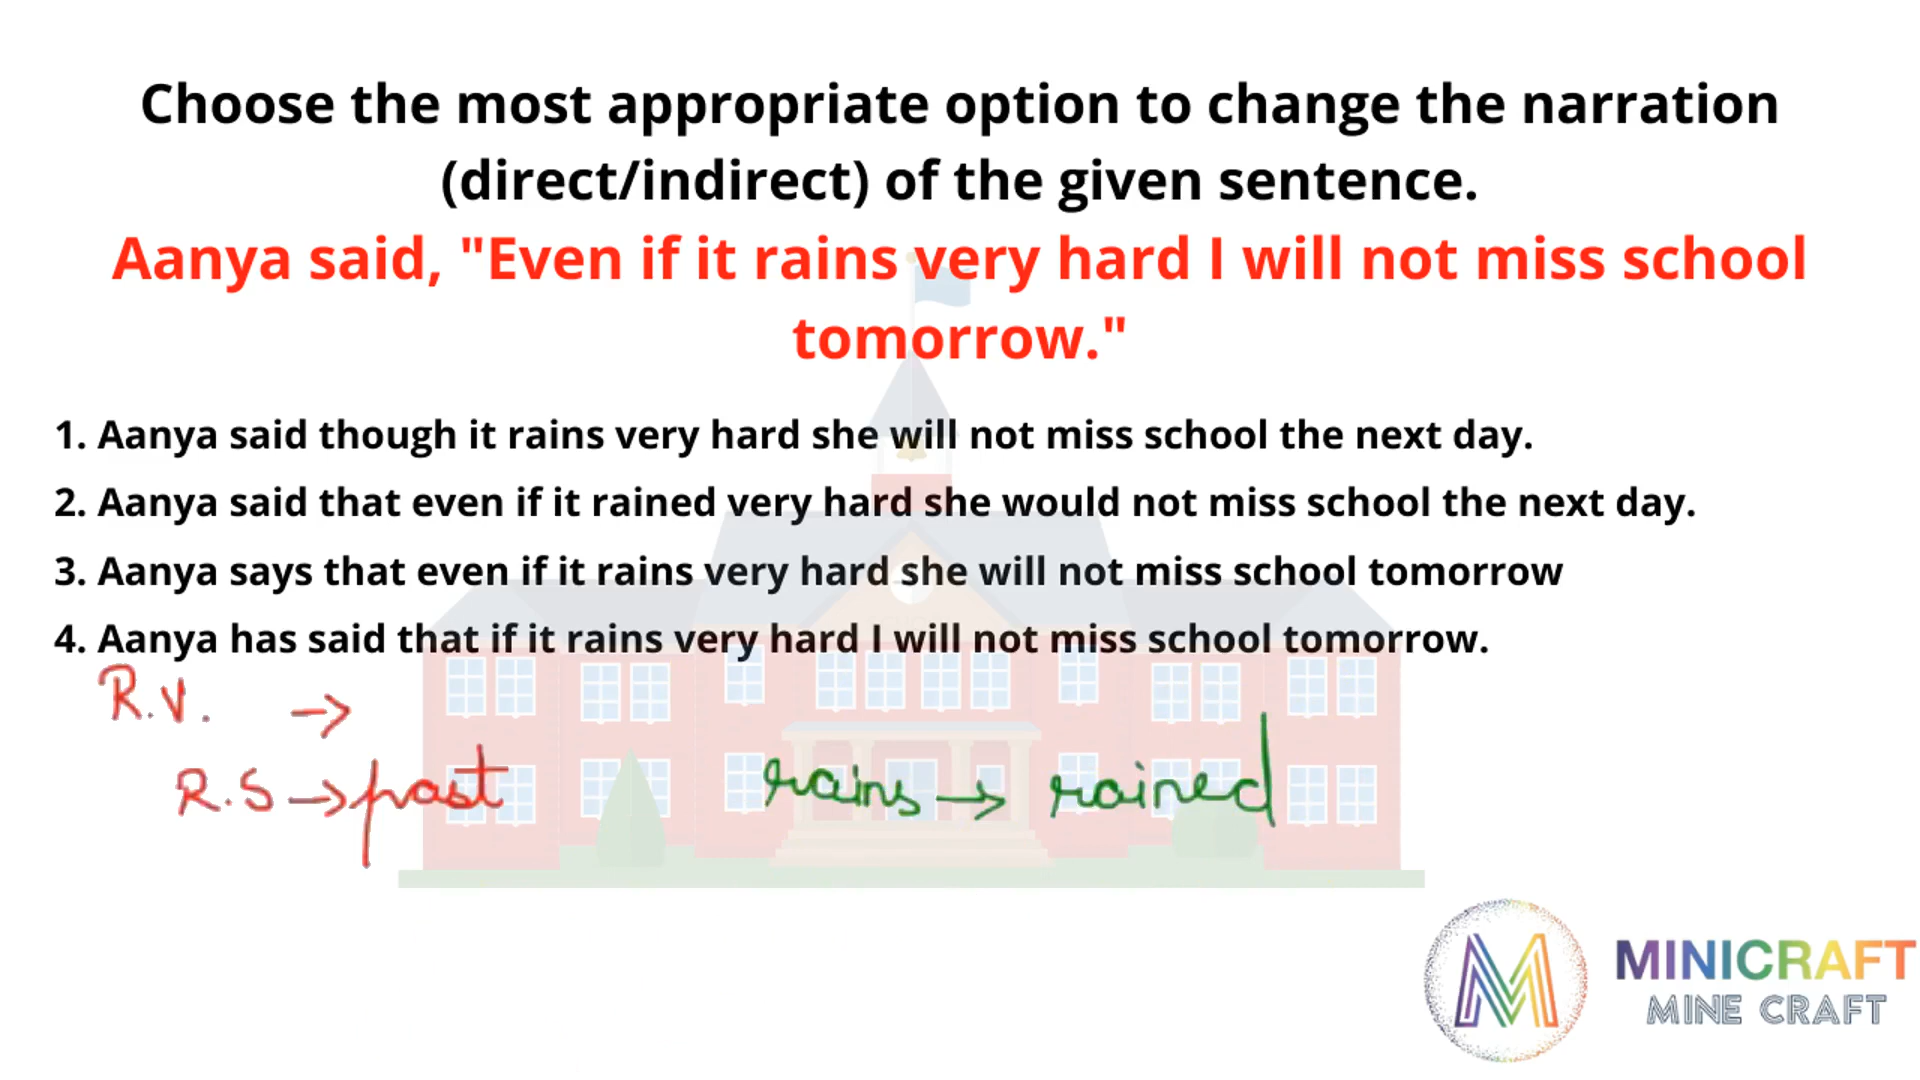 Choose the most appropriate option to change the narration
(direct/indirect) of the given sentence.
Aanya said, "Even if it rains very hard I will not miss school
tomorrow."
1. Aanya said though it rains very hard she will not miss school the next day.
2. Aanya said that even if it rained very hard she would not miss school the next day.
3. Aanya says that even if it rains very hard she will not miss school tomorrow
4. Aanya has said that if it rains very hard I will not miss school tomorrow.
R.V. →
R.S → past rains → rained
MINICRAFT
MINE CRAFT